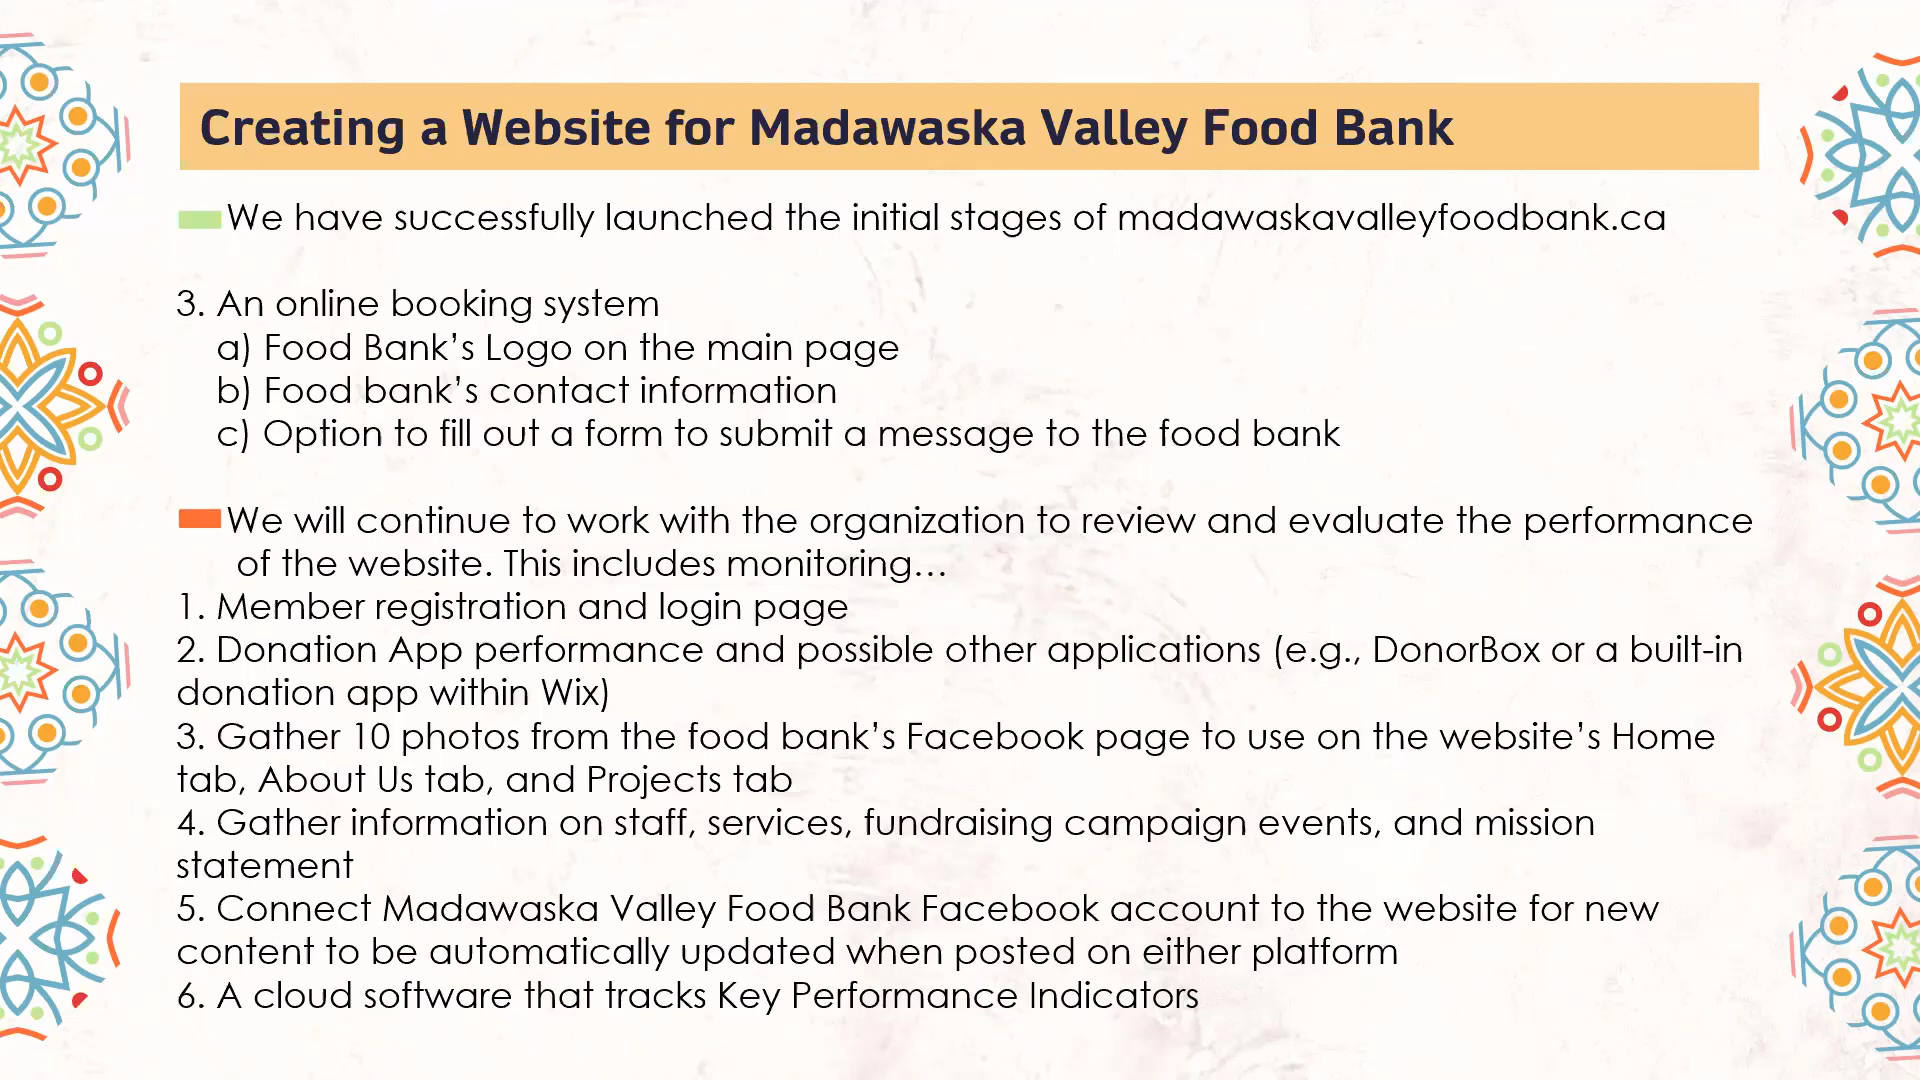 Creating a Website for Madawaska Valley Food Bank
We have successfully launched the initial stages of madawaskavalleyfoodbank.ca
3. An online booking system
a) Food Bank’s Logo on the main page
b) Food bank’s contact information
c) Option to fill out a form to submit a message to the food bank
We will continue to work with the organization to review and evaluate the performance
of the website. This includes monitoring…
1. Member registration and login page
2. Donation App performance and possible other applications (e.g., DonorBox or a built-in
donation app within Wix)
3. Gather 10 photos from the food bank’s Facebook page to use on the website’s Home
tab, About Us tab, and Projects tab
4. Gather information on staff, services, fundraising campaign events, and mission
statement
5. Connect Madawaska Valley Food Bank Facebook account to the website for new
content to be automatically updated when posted on either platform
6. A cloud software that tracks Key Performance Indicators